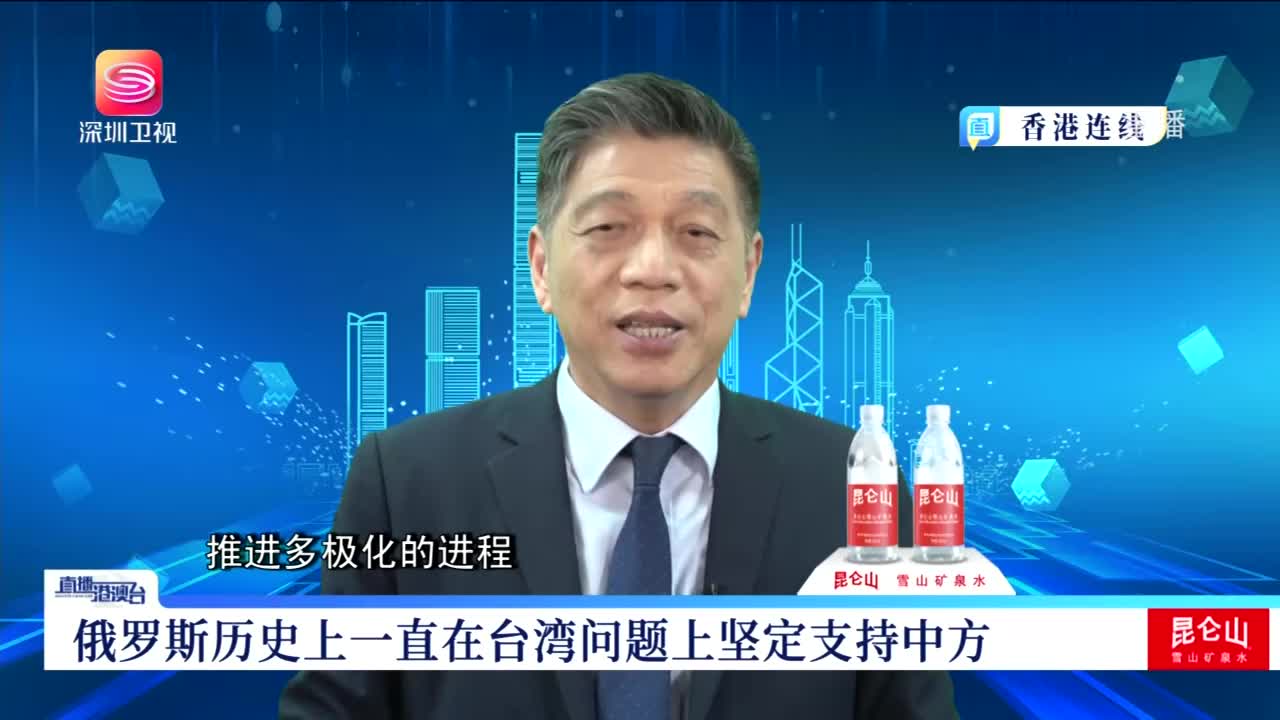 深圳卫视
香港连线
播
推进多极化的进程
直播港澳台
俄罗斯历史上一直在台湾问题上坚定支持中方
昆仑山
昆仑山
昆仑山
雪山矿泉水
昆仑山
雪山矿泉水